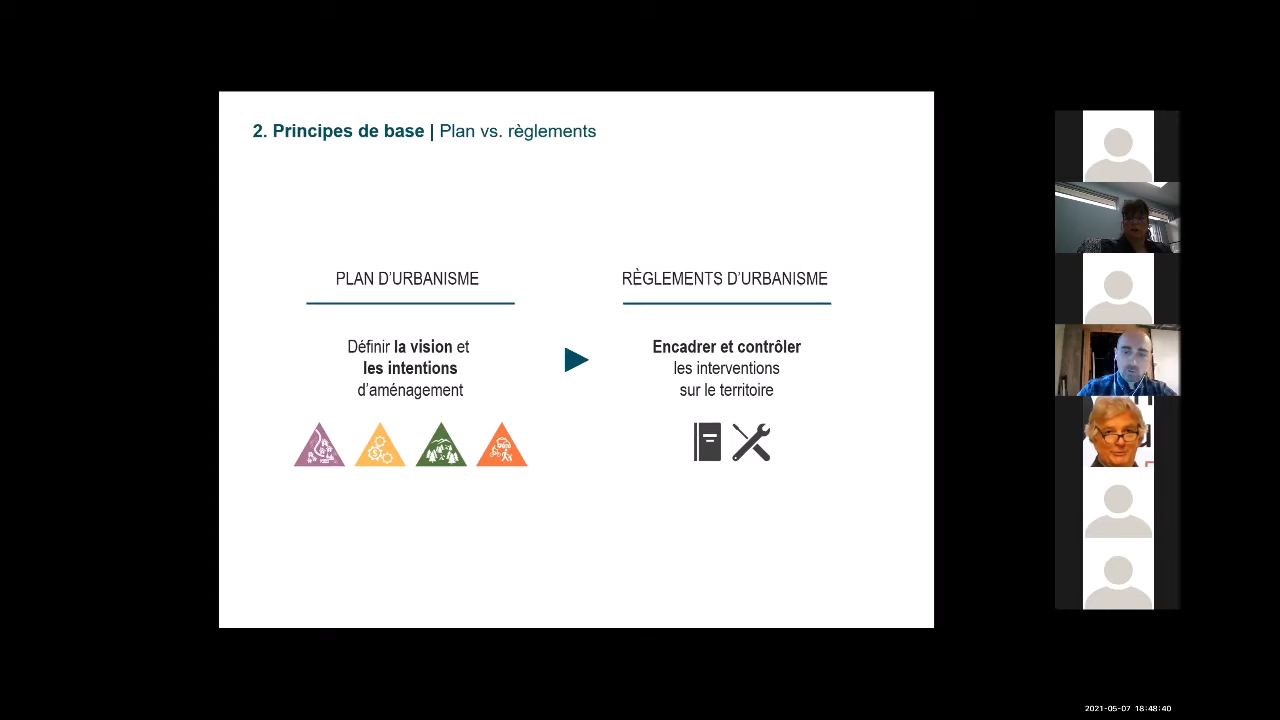 2. Principes de base | Plan vs. règlements
PLAN D’URBANISME
Définir la vision et
les intentions
d’aménagement
RÈGLEMENTS D’URBANISME
Encadrer et contrôler
les interventions
sur le territoire
2021-05-07 18:48:40